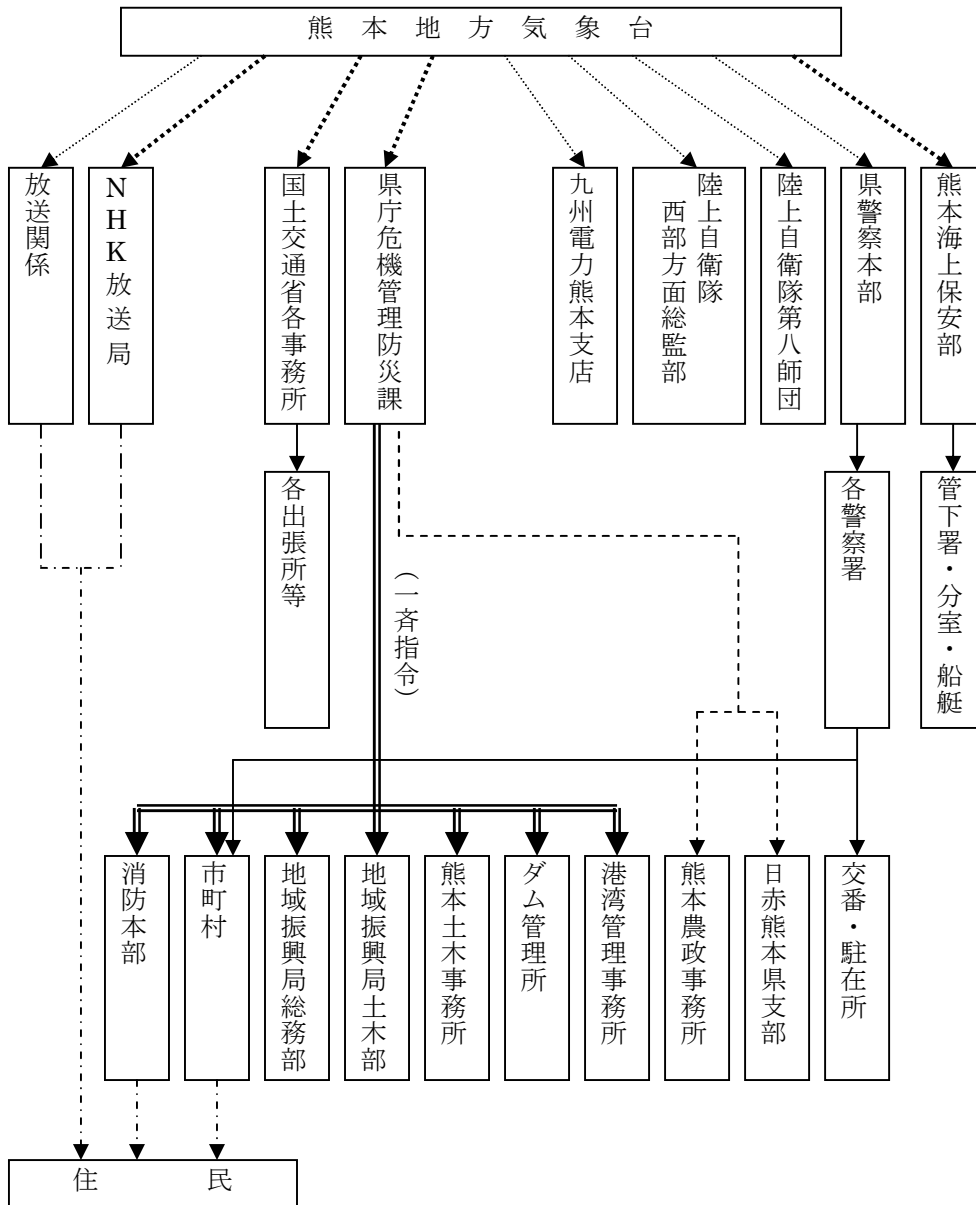 熊本地方気象台
放送関係
NHK放送局
国土交通省各事務所
県庁危機管理防災課
九州電力熊本支店
陸上自衛隊
西部方面総監部
陸上自衛隊第八師団
県警察本部
熊本海上保安部
各出張所等
(一斉指令)
各警察署
管下署・分室・船艇
消防本部
市町村
地域振興局総務部
地域振興局土木部
熊本土木事務所
ダム管理所
港湾管理事務所
熊本農政事務所
日赤熊本県支部
交番・駐在所
住民